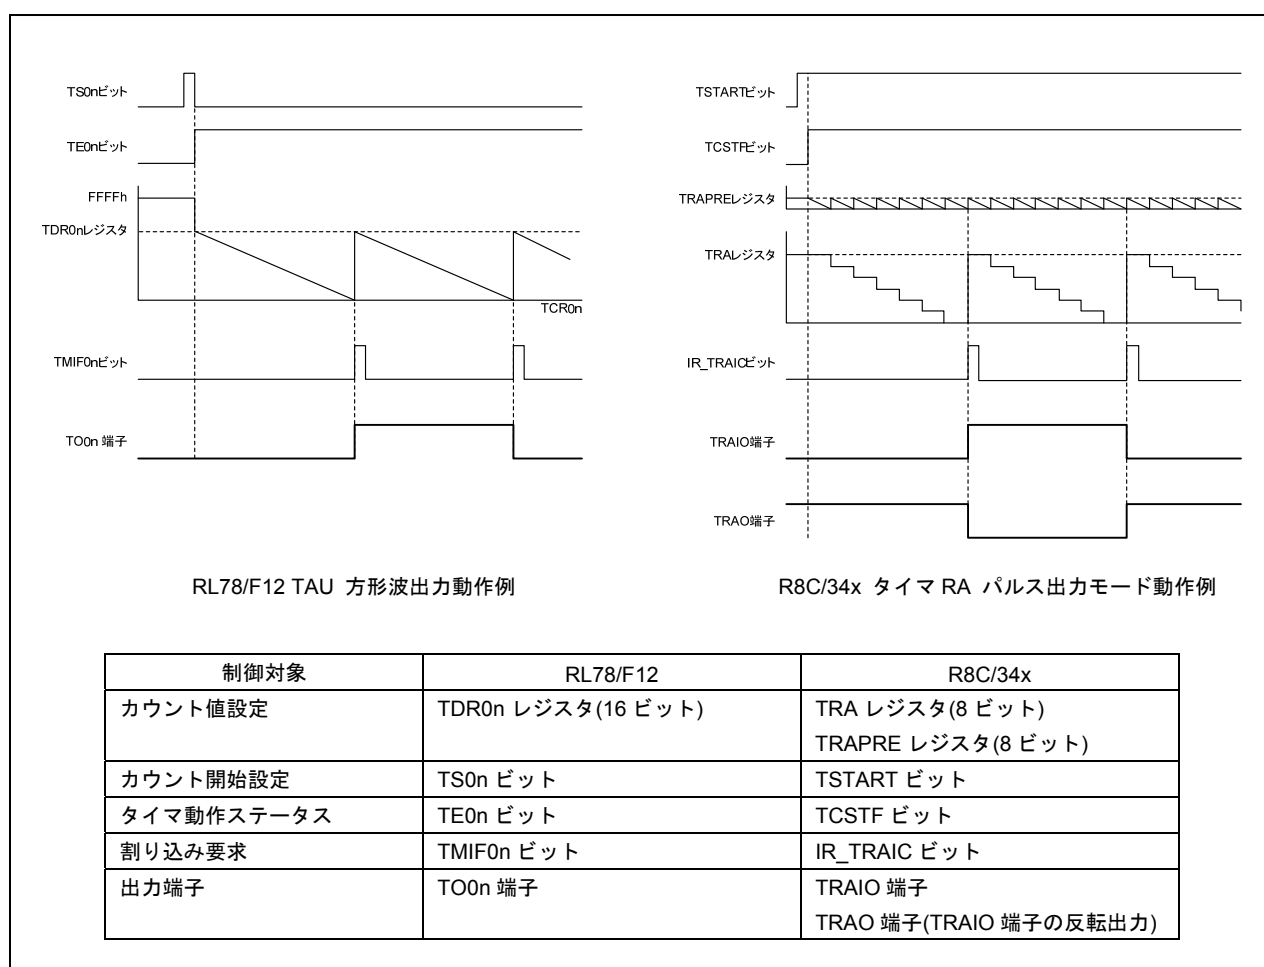 TS0nビット
TE0nビット
FFFFh
TDR0nレジスタ
TCR0n
TMIF0nビット
TO0n 端子
RL78/F12 TAU 方形波出力動作例
TSTARTビット
TCSTFビット
TRAPREレジスタ
TRAレジスタ
IR_TRAICビット
TRAIO端子
TRAO端子
R8C/34x タイマ RA パルス出力モード動作例
制御対象 RL78/F12 R8C/34x
カウント値設定 TDR0n レジスタ(16 ビット) TRA レジスタ(8 ビット)
TRAPRE レジスタ(8 ビット)
カウント開始設定 TS0n ビット TSTART ビット
タイマ動作ステータス TE0n ビット TCSTF ビット
割り込み要求 TMIF0n ビット IR_TRAIC ビット
出力端子 TO0n 端子 TRAIO 端子
TRAO 端子(TRAIO 端子の反転出力)